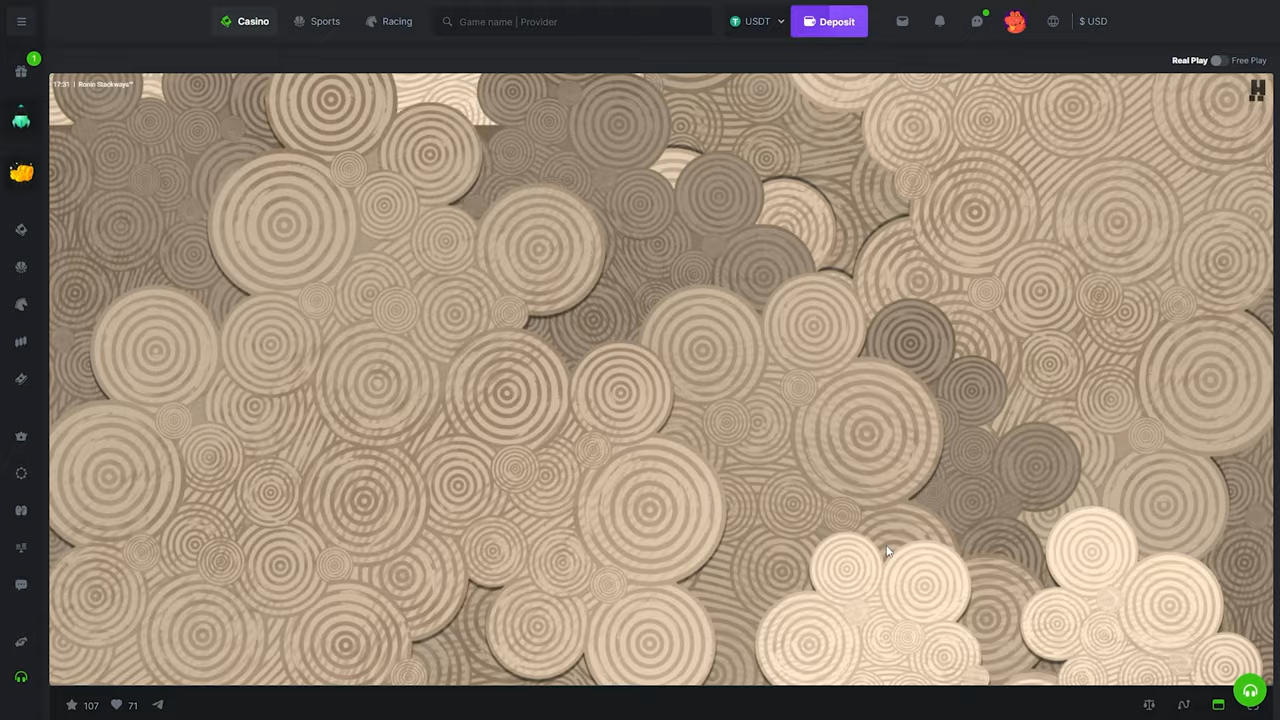 Casino
Sports
Racing
Game name | Provider
USDT
Deposit
$ USD
1
Real Play
Free Play
17:31 | Ronin Stackways™
107
71